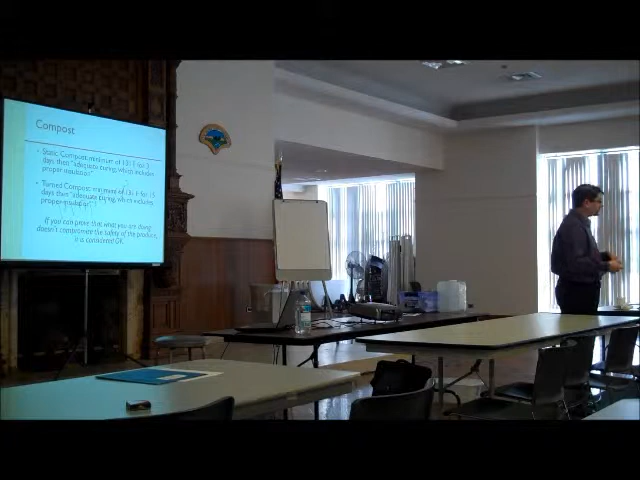 Compost
• Static Compost: minimum of 131 F for 3
days then "adequate curing, which includes
proper insulation"
• Turned Compost: minimum of 131 F for 15
days then "adequate curing, which includes
proper
If you can prove that what you are doing
doesn't compromise the safety of the product,
it is considered OK.